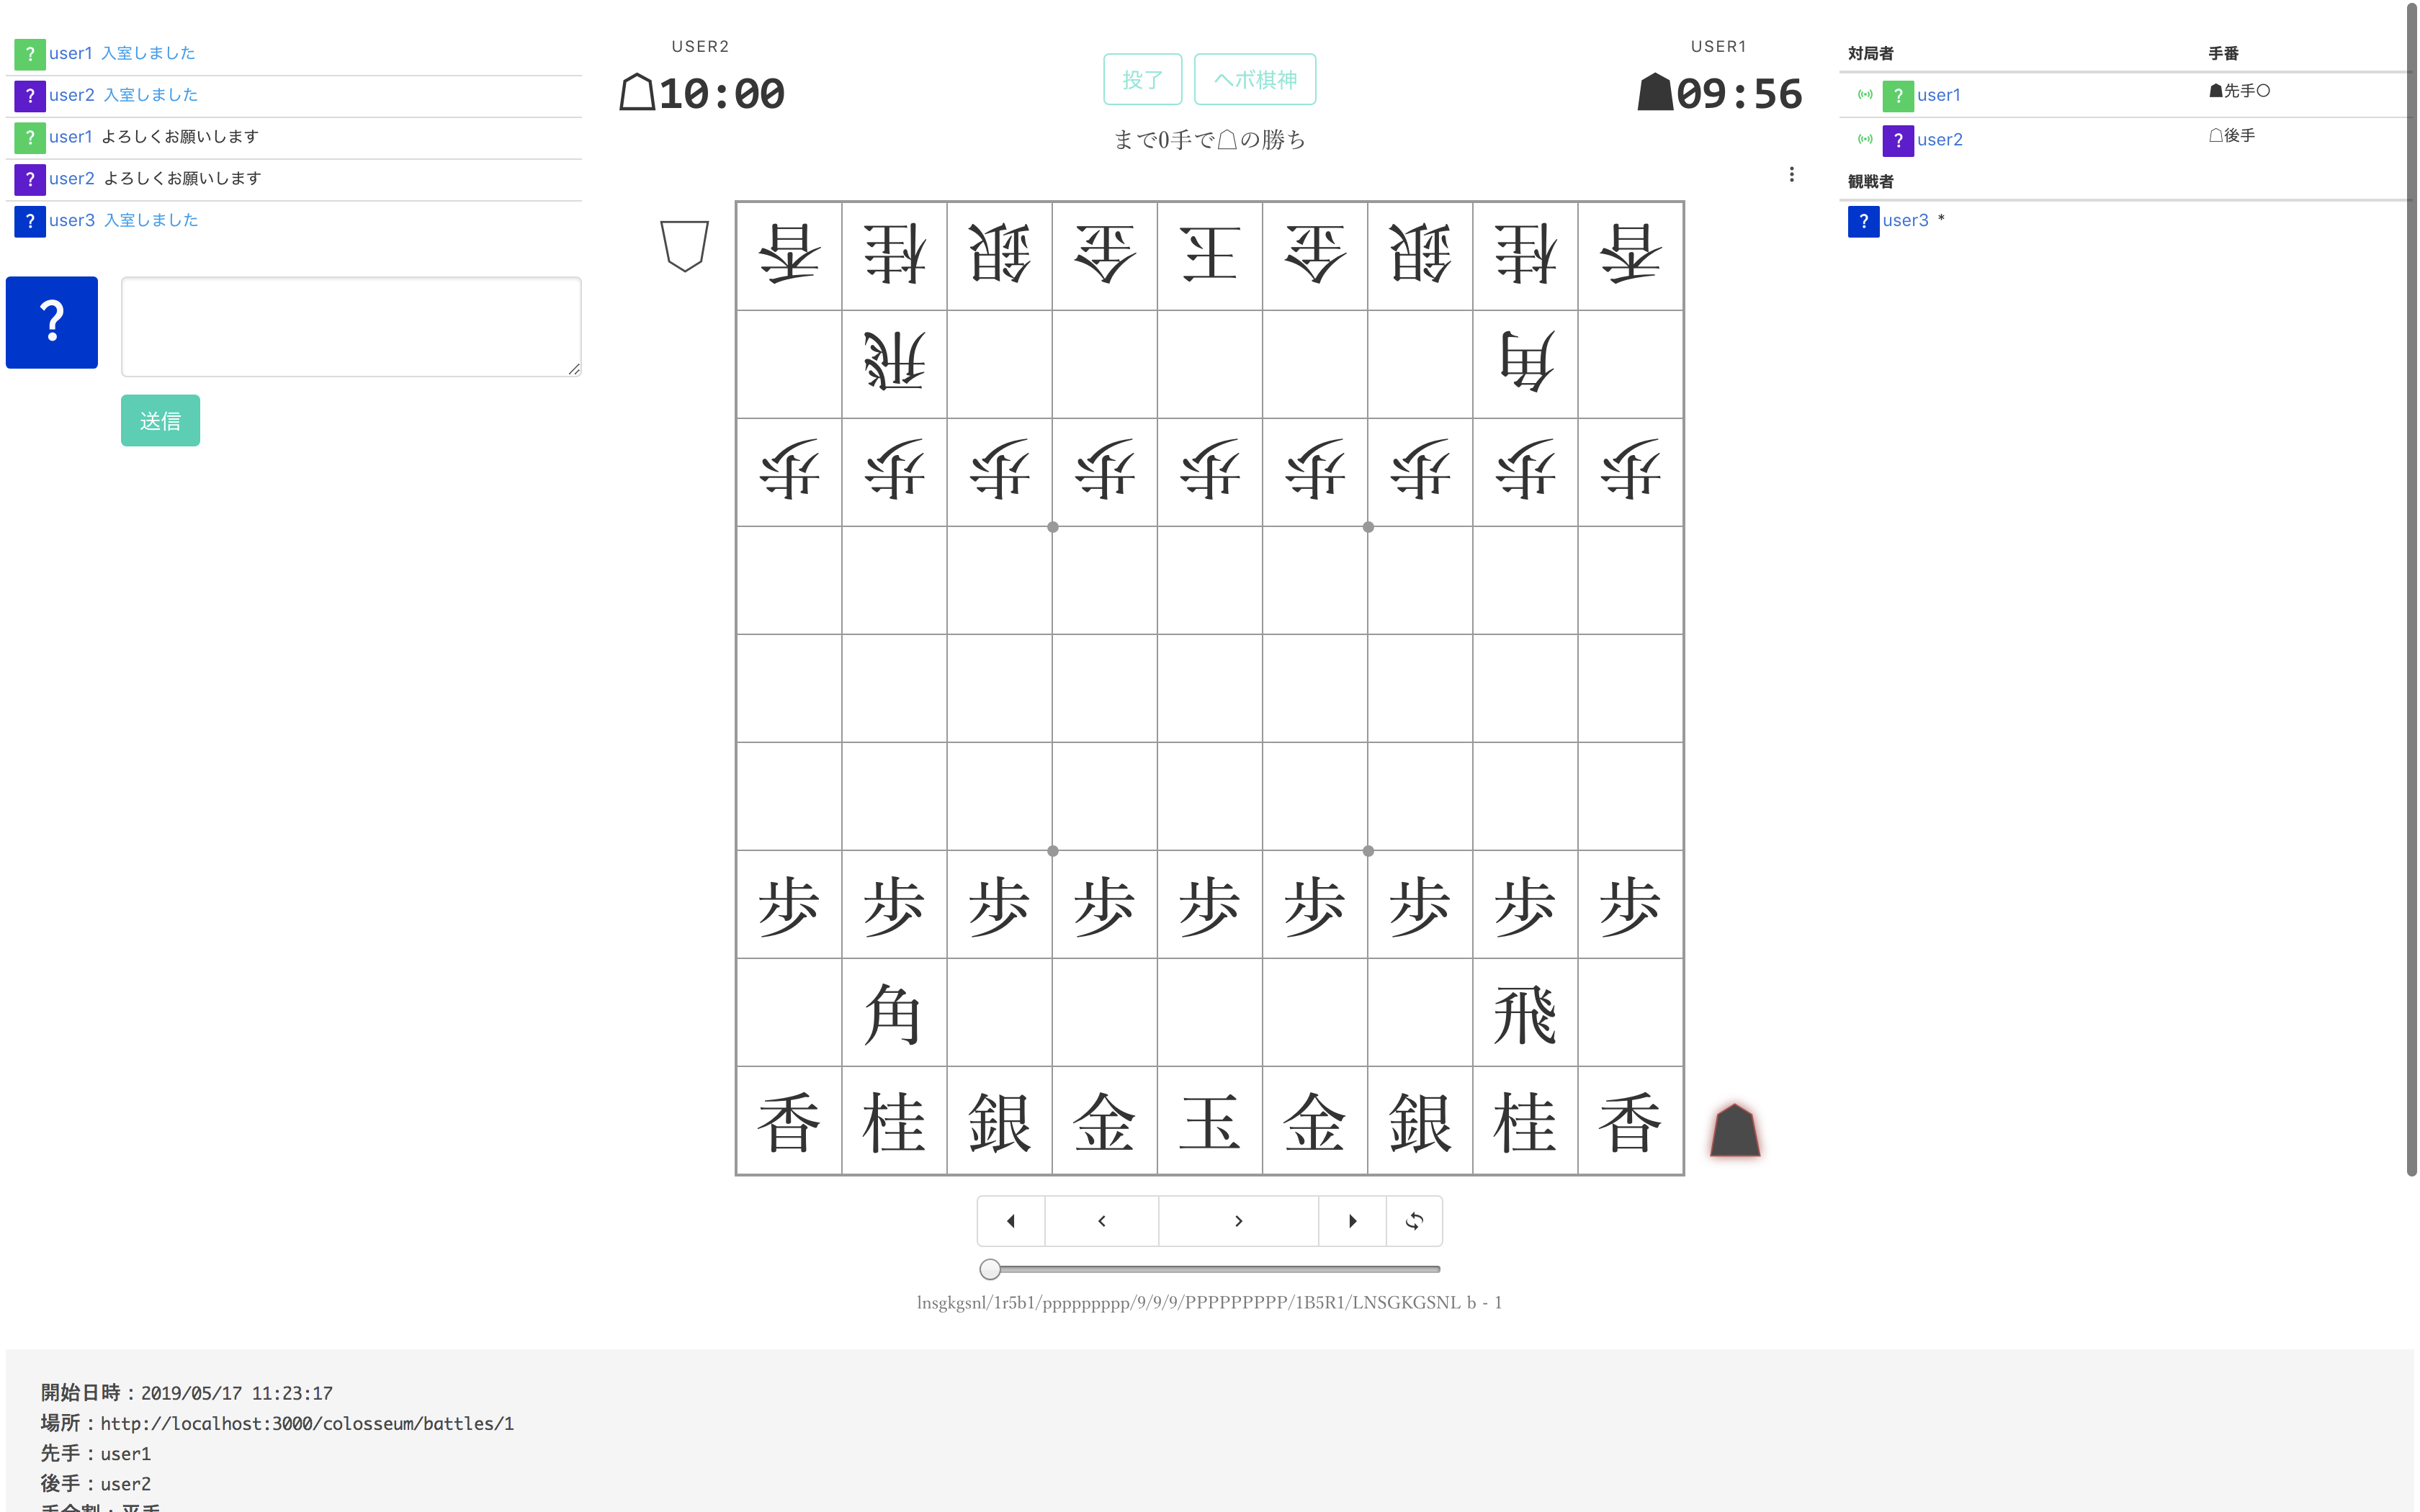 ? user1 入室しました
? user2 入室しました
? user1 よろしくお願いします
? user2 よろしくお願いします
? user3 入室しました
?
送信
USER2
☖10:00
投了 ヘボ棋神
まで0手で☖の勝ち
USER1
☗09:56
香 桂 銀 金 王 金 銀 桂 香
飛 角
歩 歩 歩 歩 歩 歩 歩 歩 歩
歩 歩 歩 歩 歩 歩 歩 歩 歩
角 飛
香 桂 銀 金 玉 金 銀 桂 香
lnsgkgsnl/1r5b1/ppppppppp/9/9/9/PPPPPPPPP/1B5R1/LNSGKGSNL b - 1
対局者 手番
? user1 ☗先手○
? user2 ☖後手
観戦者
? user3 *
開始日時：2019/05/17 11:23:17
場所：http://localhost:3000/colosseum/battles/1
先手：user1
後手：user2
手合割：平手